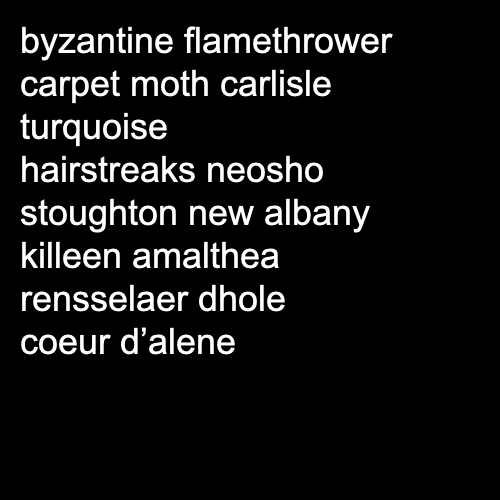 byzantine flamethrower
carpet moth carlisle
turquoise
hairstreaks neosho
stoughton new albany
killeen amalthea
rensselaer dhole
coeur d’alene